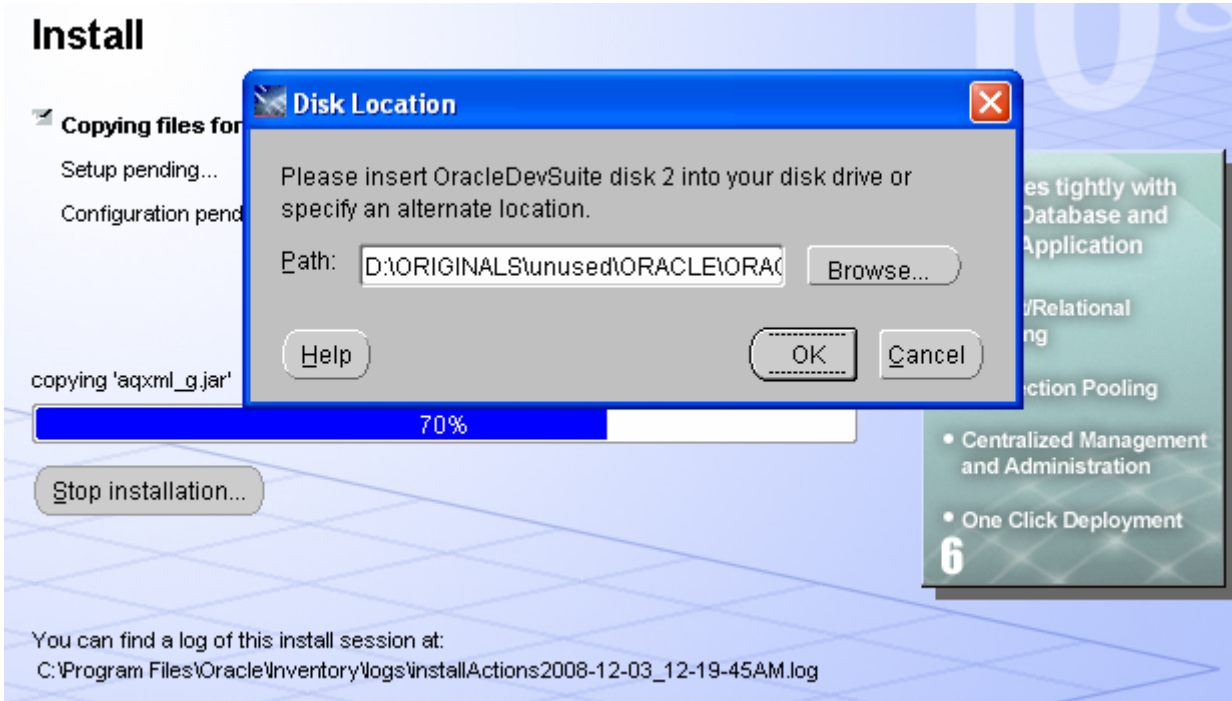 Install
Disk Location
Copying files for
Setup pending...
Configuration pend
Please insert OracleDevSuite disk 2 into your disk drive or
specify an alternate location.
Path: D:\ORIGINALS\unused\ORACLE\ORAC Browse...
Help OK Cancel
copying 'aqxml_g.jar'
70%
Stop installation...
10g
es tightly with
Database and
Application
t/Relational
ng
ction Pooling
• Centralized Management
and Administration
• One Click Deployment
6
You can find a log of this install session at:
C:\Program Files\Oracle\Inventory\logs\installActions2008-12-03_12-19-45AM.log